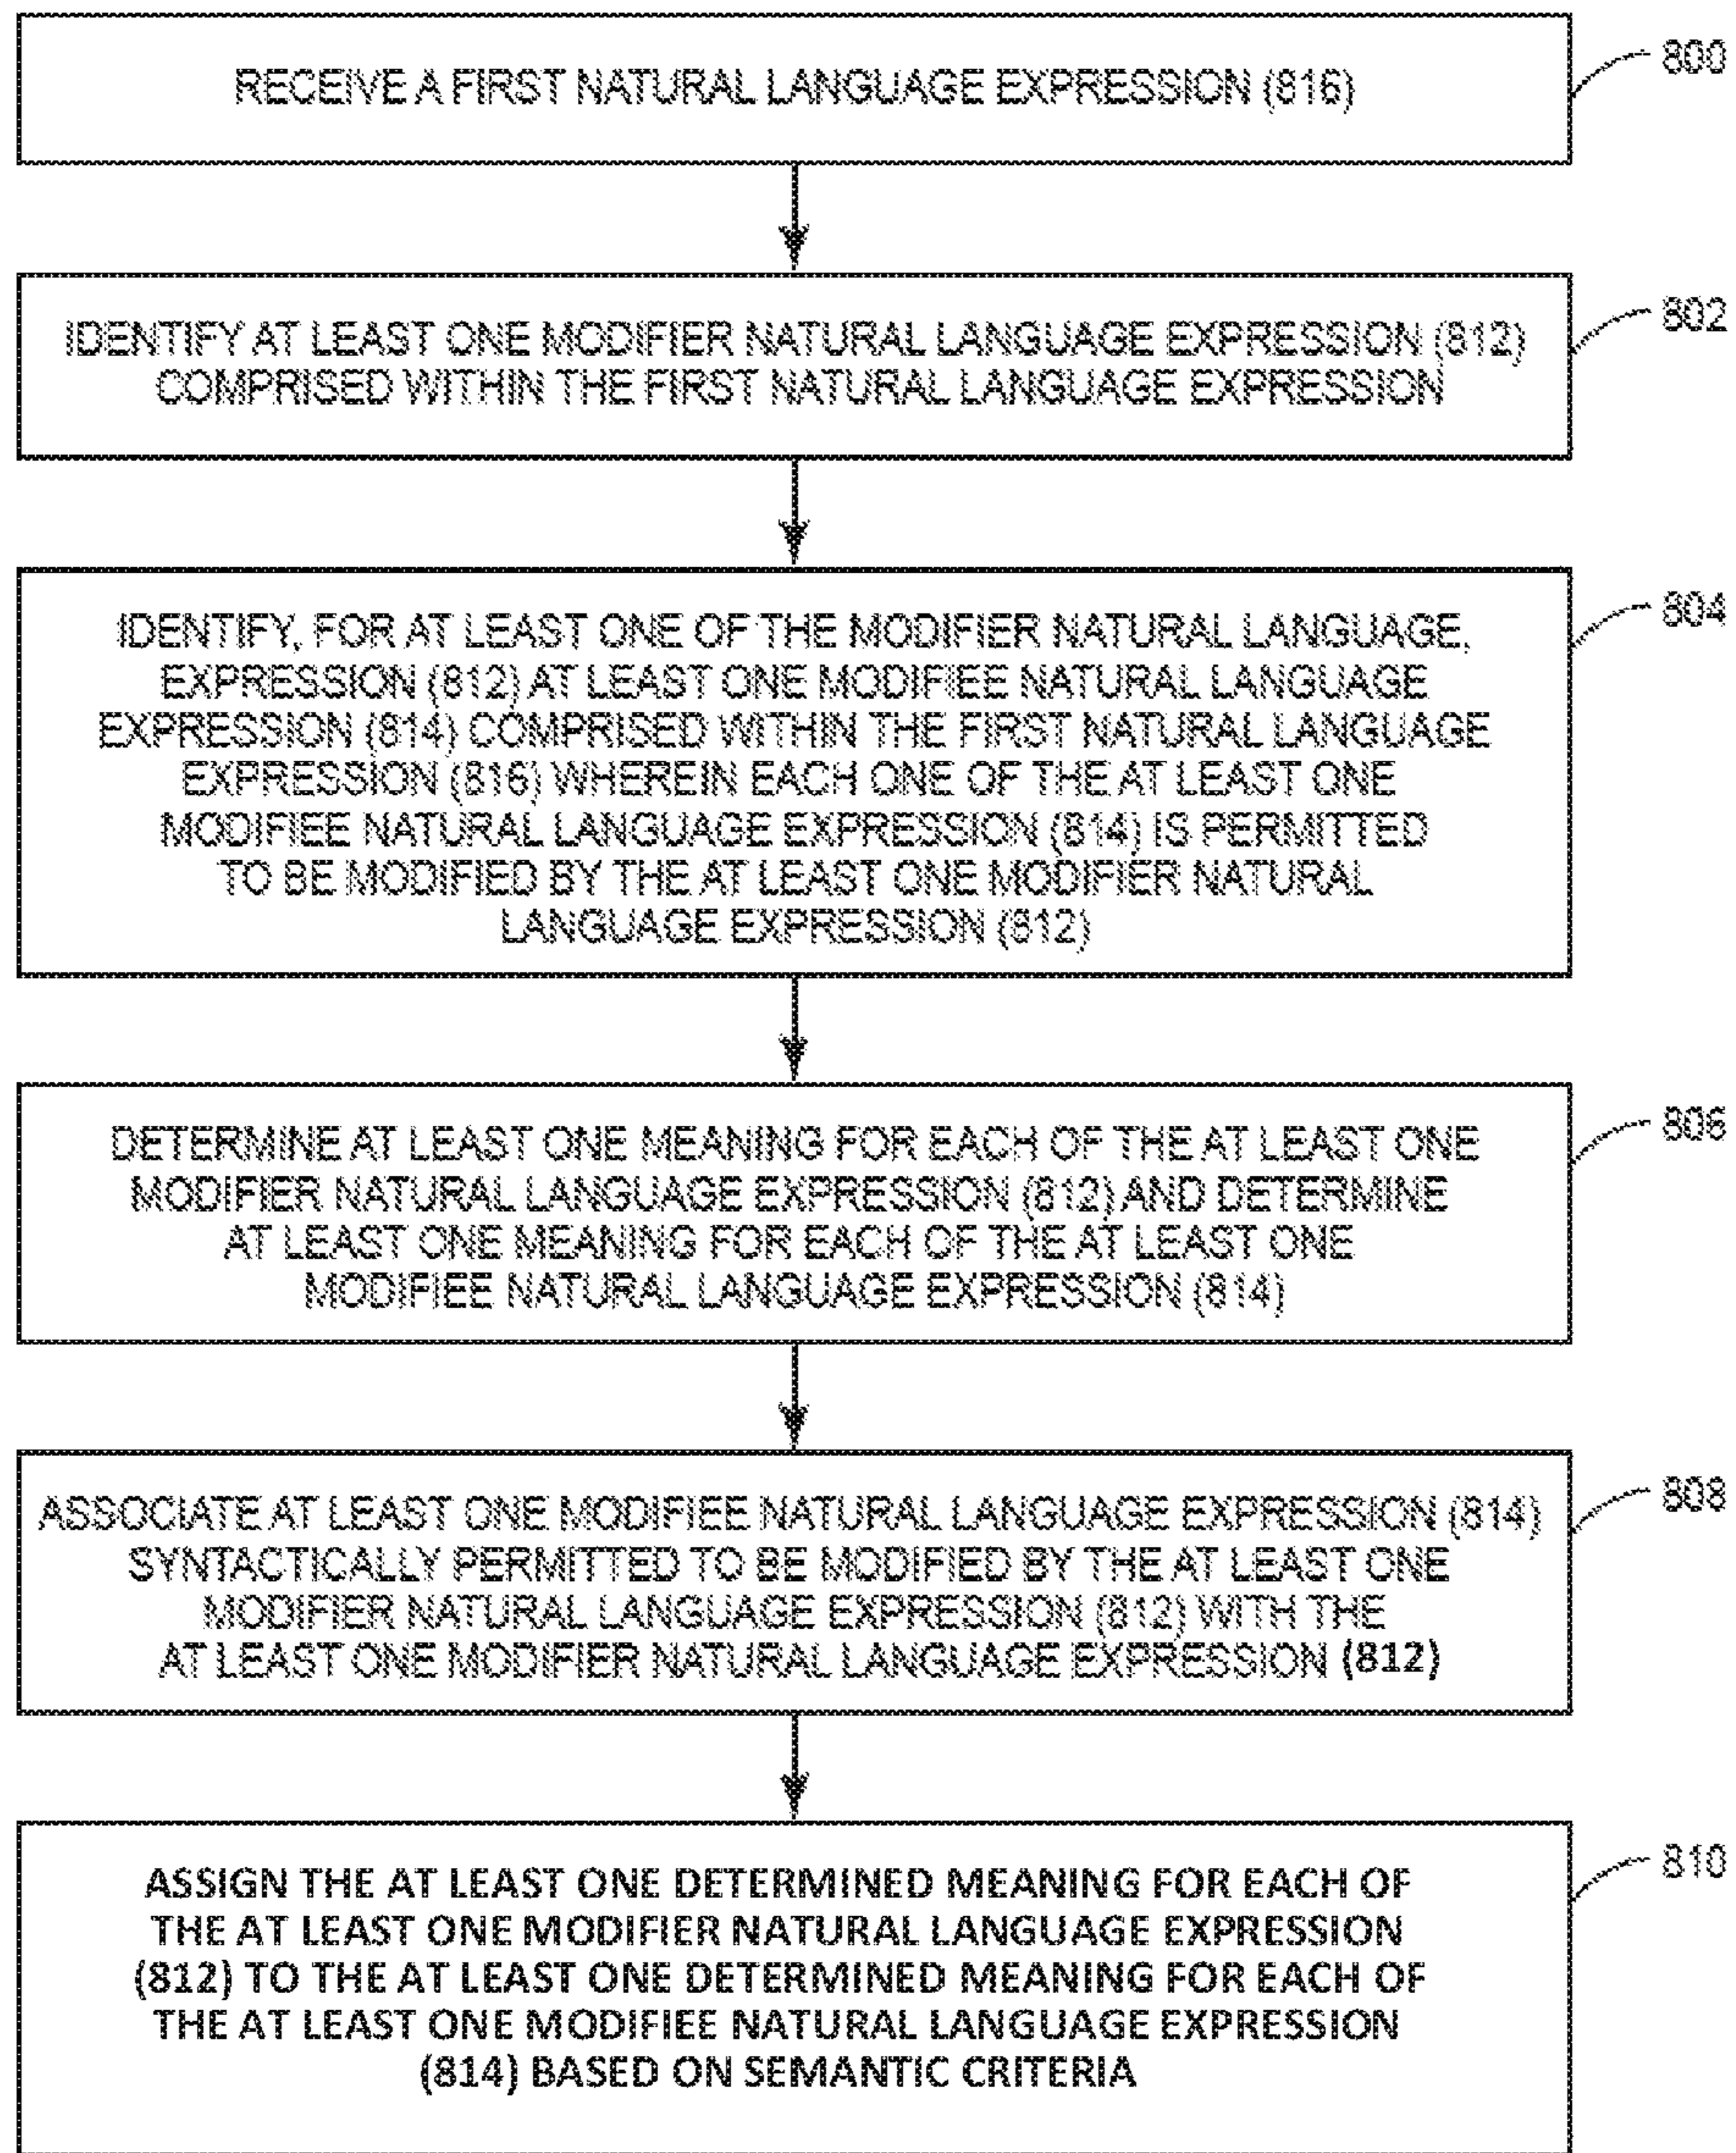 RECEIVE A FIRST NATURAL LANGUAGE EXPRESSION (816)
800
IDENTIFY AT LEAST ONE MODIFIER NATURAL LANGUAGE EXPRESSION (812)
COMPRISED WITHIN THE FIRST NATURAL LANGUAGE EXPRESSION
802
IDENTIFY, FOR AT LEAST ONE OF THE MODIFIER NATURAL LANGUAGE,
EXPRESSION (812) AT LEAST ONE MODIFIEE NATURAL LANGUAGE
EXPRESSION (814) COMPRISED WITHIN THE FIRST NATURAL LANGUAGE
EXPRESSION (816) WHEREIN EACH ONE OF THE AT LEAST ONE
MODIFIEE NATURAL LANGUAGE EXPRESSION (814) IS PERMITTED
TO BE MODIFIED BY THE AT LEAST ONE MODIFIER NATURAL
LANGUAGE EXPRESSION (812)
804
DETERMINE AT LEAST ONE MEANING FOR EACH OF THE AT LEAST ONE
MODIFIER NATURAL LANGUAGE EXPRESSION (812) AND DETERMINE
AT LEAST ONE MEANING FOR EACH OF THE AT LEAST ONE
MODIFIEE NATURAL LANGUAGE EXPRESSION (814)
806
ASSOCIATE AT LEAST ONE MODIFIEE NATURAL LANGUAGE EXPRESSION (814)
SYNTACTICALLY PERMITTED TO BE MODIFIED BY THE AT LEAST ONE
MODIFIER NATURAL LANGUAGE EXPRESSION (812) WITH THE
AT LEAST ONE MODIFIER NATURAL LANGUAGE EXPRESSION (812)
808
ASSIGN THE AT LEAST ONE DETERMINED MEANING FOR EACH OF
THE AT LEAST ONE MODIFIER NATURAL LANGUAGE EXPRESSION
(812) TO THE AT LEAST ONE DETERMINED MEANING FOR EACH OF
THE AT LEAST ONE MODIFIEE NATURAL LANGUAGE EXPRESSION
(814) BASED ON SEMANTIC CRITERIA
810